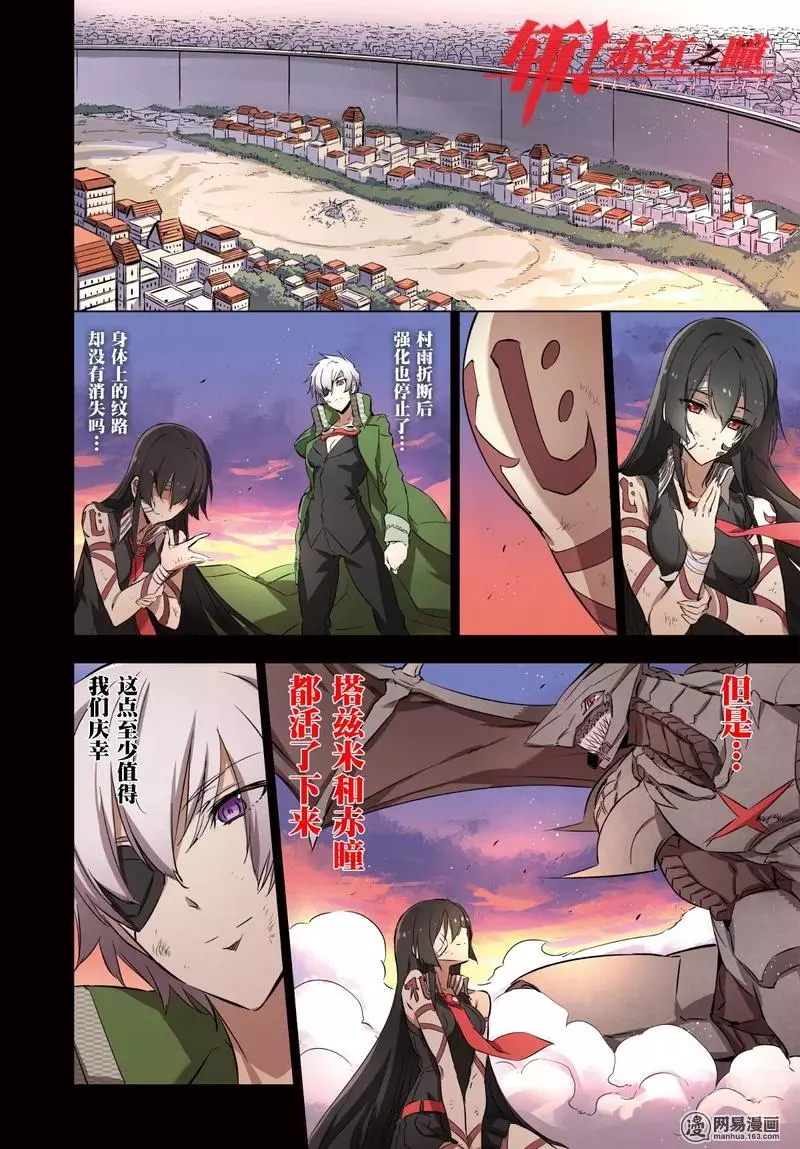 斩！赤红之瞳
村雨折断后
强化也停止了…
身体上的纹路
却没有消失吗…
但是…
塔兹米和赤瞳
都活了下来
这点至少值得
我们庆幸
网易漫画
manhua.163.com